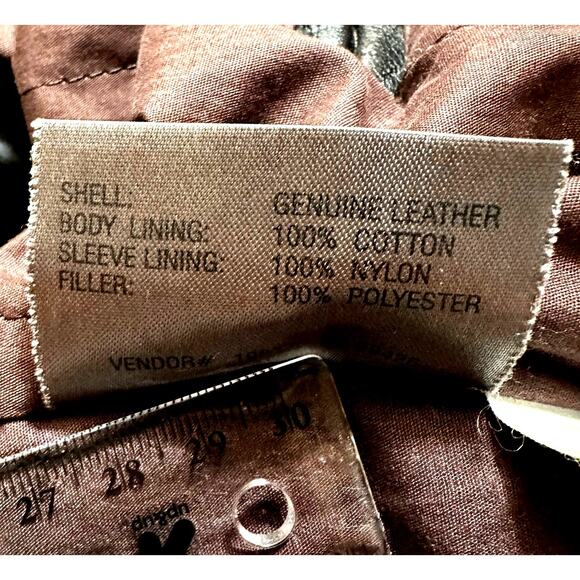 SHELL: GENUINE LEATHER
BODY LINING: 100% COTTON
SLEEVE LINING: 100% NYLON
FILLER: 100% POLYESTER
VENDOR#
27 28 29 30
dngdn